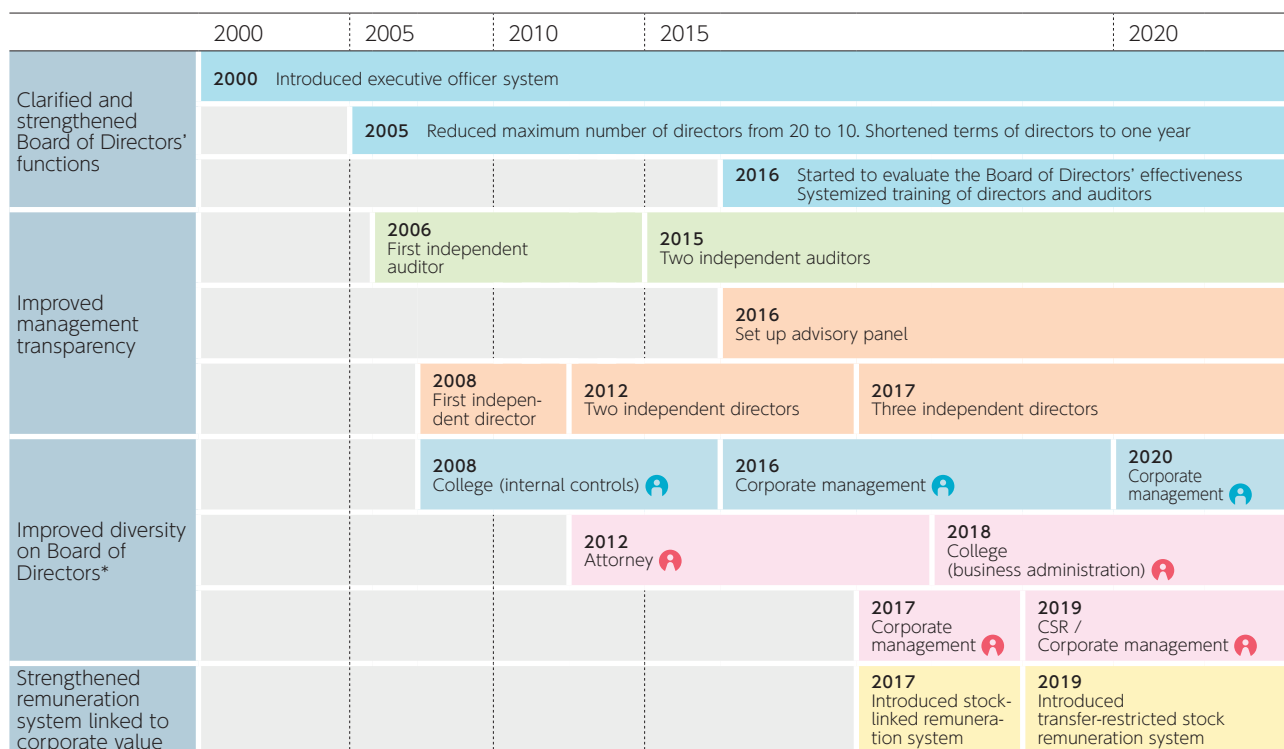 2000
2005
2010
2015
2020
Clarified and
strengthened
Board of Directors'
functions
2000 Introduced executive officer system
2005 Reduced maximum number of directors from 20 to 10. Shortened terms of directors to one year
2016 Started to evaluate the Board of Directors' effectiveness
Systemized training of directors and auditors
Improved
management
transparency
2006
First independent
auditor
2015
Two independent auditors
2016
Set up advisory panel
2008
First indepen-
dent director
2012
Two independent directors
2017
Three independent directors
Improved diversity
on Board of
Directors*
2008
College (internal controls)
2016
Corporate management
2020
Corporate
management
2012
Attorney
2018
College
(business administration)
2017
Corporate
management
2019
CSR /
Corporate management
Strengthened
remuneration
system linked to
corporate value
2017
Introduced stock-
linked remunera-
tion system
2019
Introduced
transfer-restricted stock
remuneration system